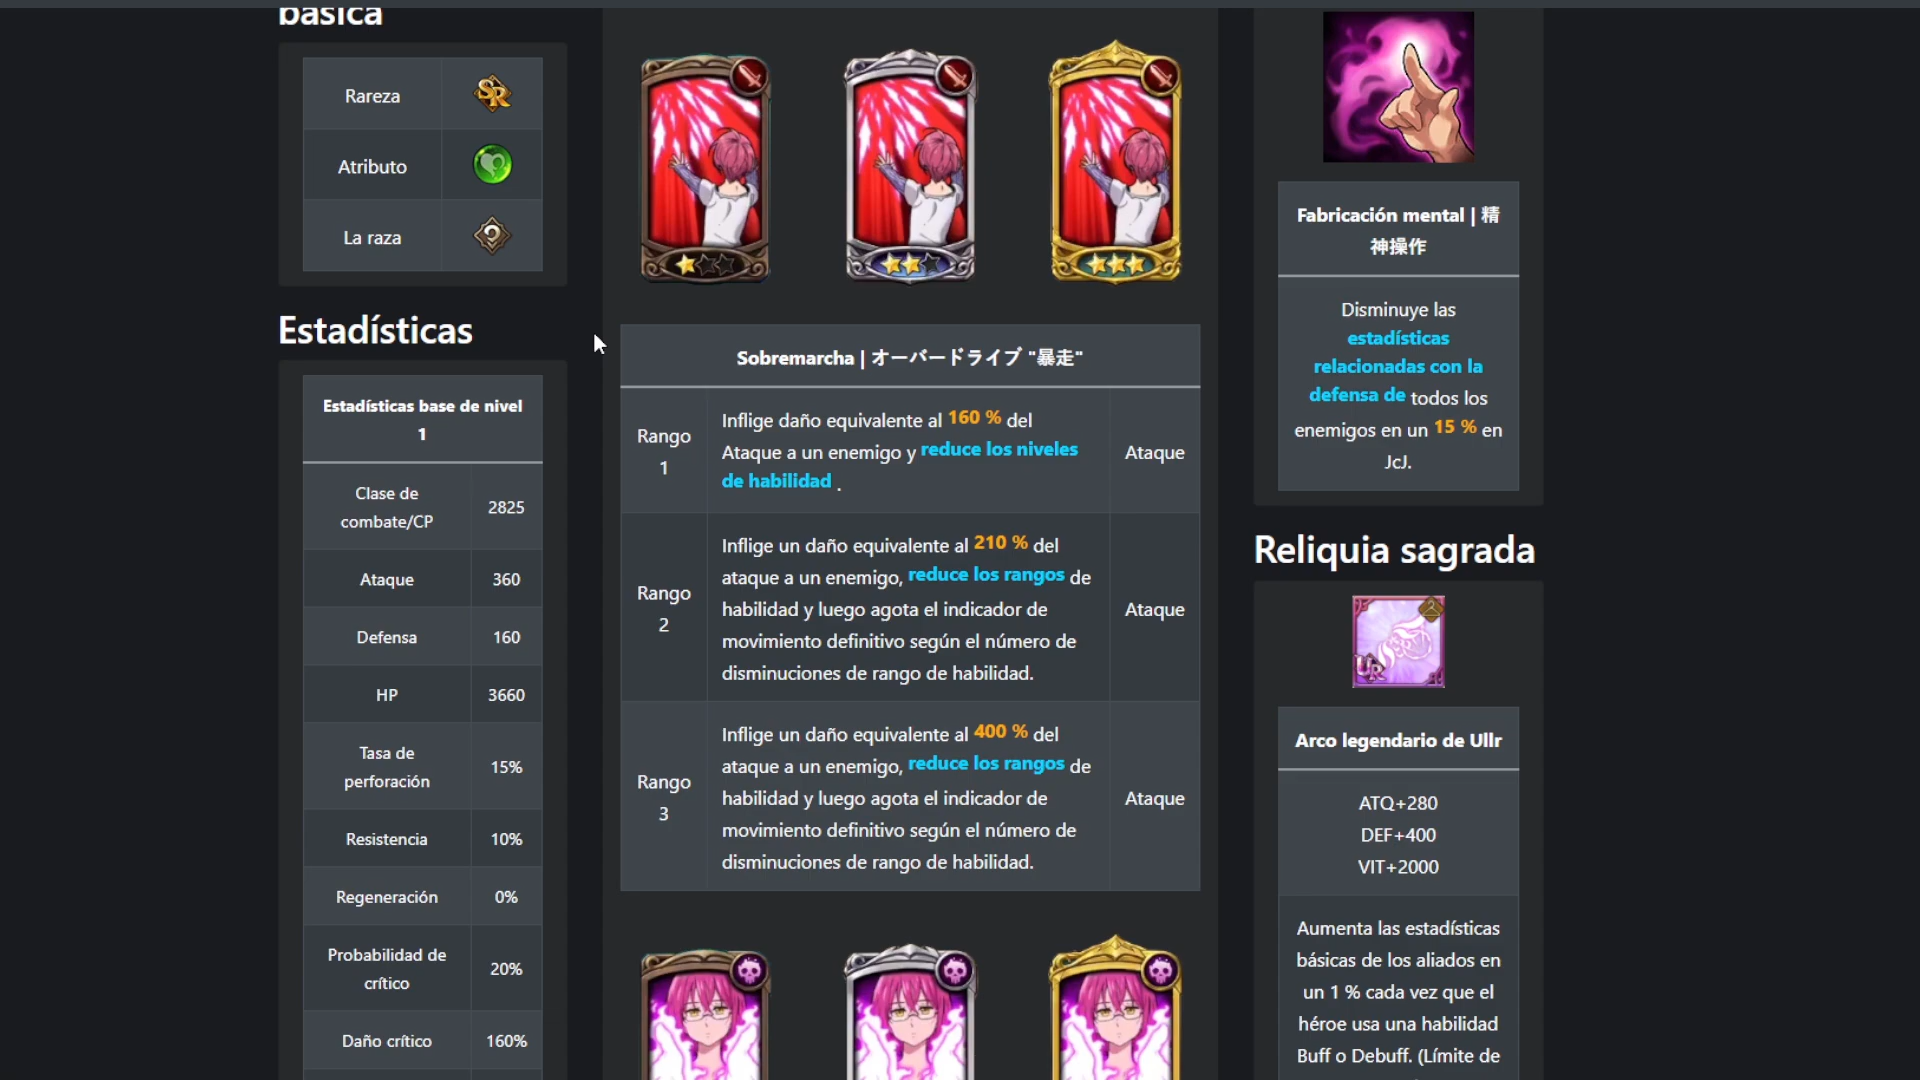 básica
Rareza
SR
Atributo
La raza
Estadísticas
Estadísticas base de nivel
1
Clase de
combate/CP
2825
Ataque
360
Defensa
160
HP
3660
Tasa de
perforación
15%
Resistencia
10%
Regeneración
0%
Probabilidad de
crítico
20%
Daño crítico
160%
Sobremarcha | オーバードライブ "暴走"
Rango
1
Inflige daño equivalente al 160 % del
Ataque a un enemigo y reduce los niveles
de habilidad .
Ataque
Rango
2
Inflige un daño equivalente al 210 % del
ataque a un enemigo, reduce los rangos de
habilidad y luego agota el indicador de
movimiento definitivo según el número de
disminuciones de rango de habilidad.
Ataque
Rango
3
Inflige un daño equivalente al 400 % del
ataque a un enemigo, reduce los rangos de
habilidad y luego agota el indicador de
movimiento definitivo según el número de
disminuciones de rango de habilidad.
Ataque
Fabricación mental | 精
神操作
Disminuye las
estadísticas
relacionadas con la
defensa de todos los
enemigos en un 15 % en
JcJ.
Reliquia sagrada
UR
Arco legendario de Ullr
ATQ+280
DEF+400
VIT+2000
Aumenta las estadísticas
básicas de los aliados en
un 1 % cada vez que el
héroe usa una habilidad
Buff o Debuff. (Límite de